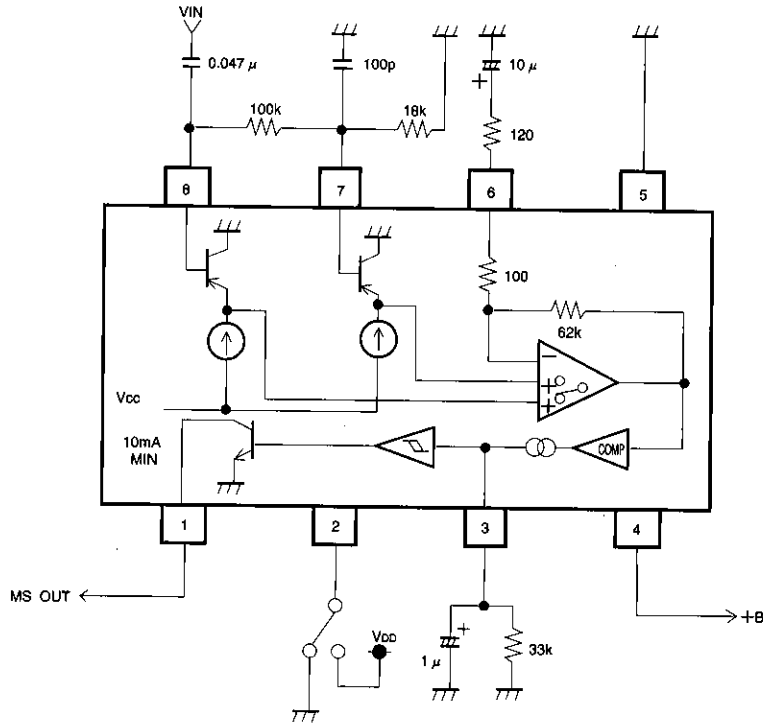 VIN
0.047 μ
100p
10 μ
+
100k
18k
120
8
7
6
5
100
62k
−
+
+
Vcc
10mA
MIN
COMP
1
2
3
4
MS OUT
+B
VDD
+
1 μ
33k